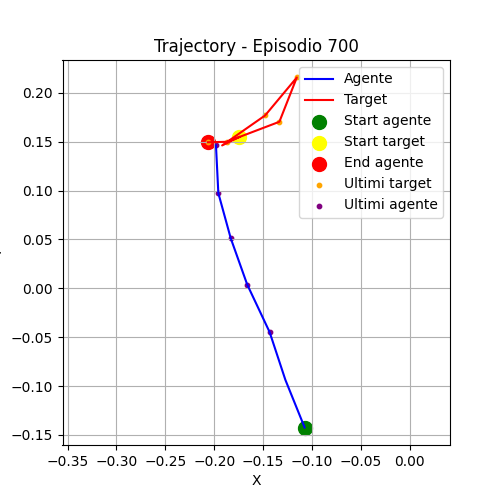 Trajectory - Episodio 700
Agente
Target
Start agente
Start target
End agente
Ultimi target
Ultimi agente
0.20
0.15
0.10
0.05
0.00
−0.05
−0.10
−0.15
−0.35 −0.30 −0.25 −0.20 −0.15 −0.10 −0.05 0.00
X